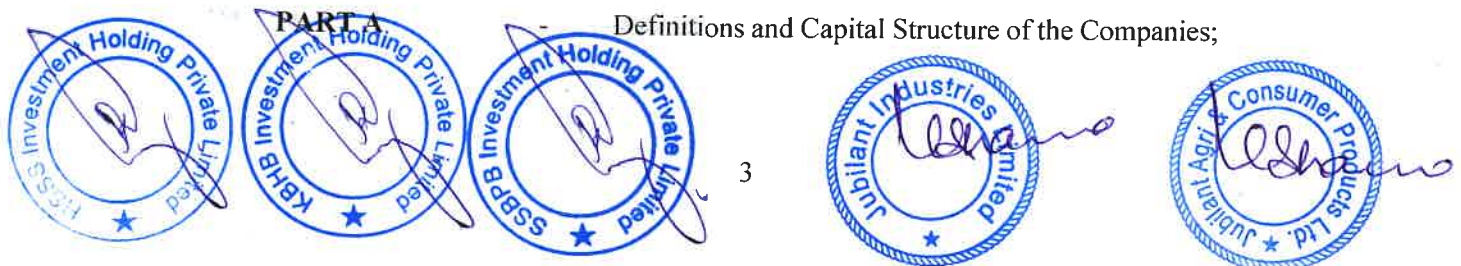 PART A - Definitions and Capital Structure of the Companies;
HSSS Investment Holding Private Limited ★
KBHB Investment Holding Private Limited ★
SSBPB Investment Holding Private Limited ★
3
Jubilant Industries Limited ★
Jubilant Agri & Consumer Products Ltd. ★